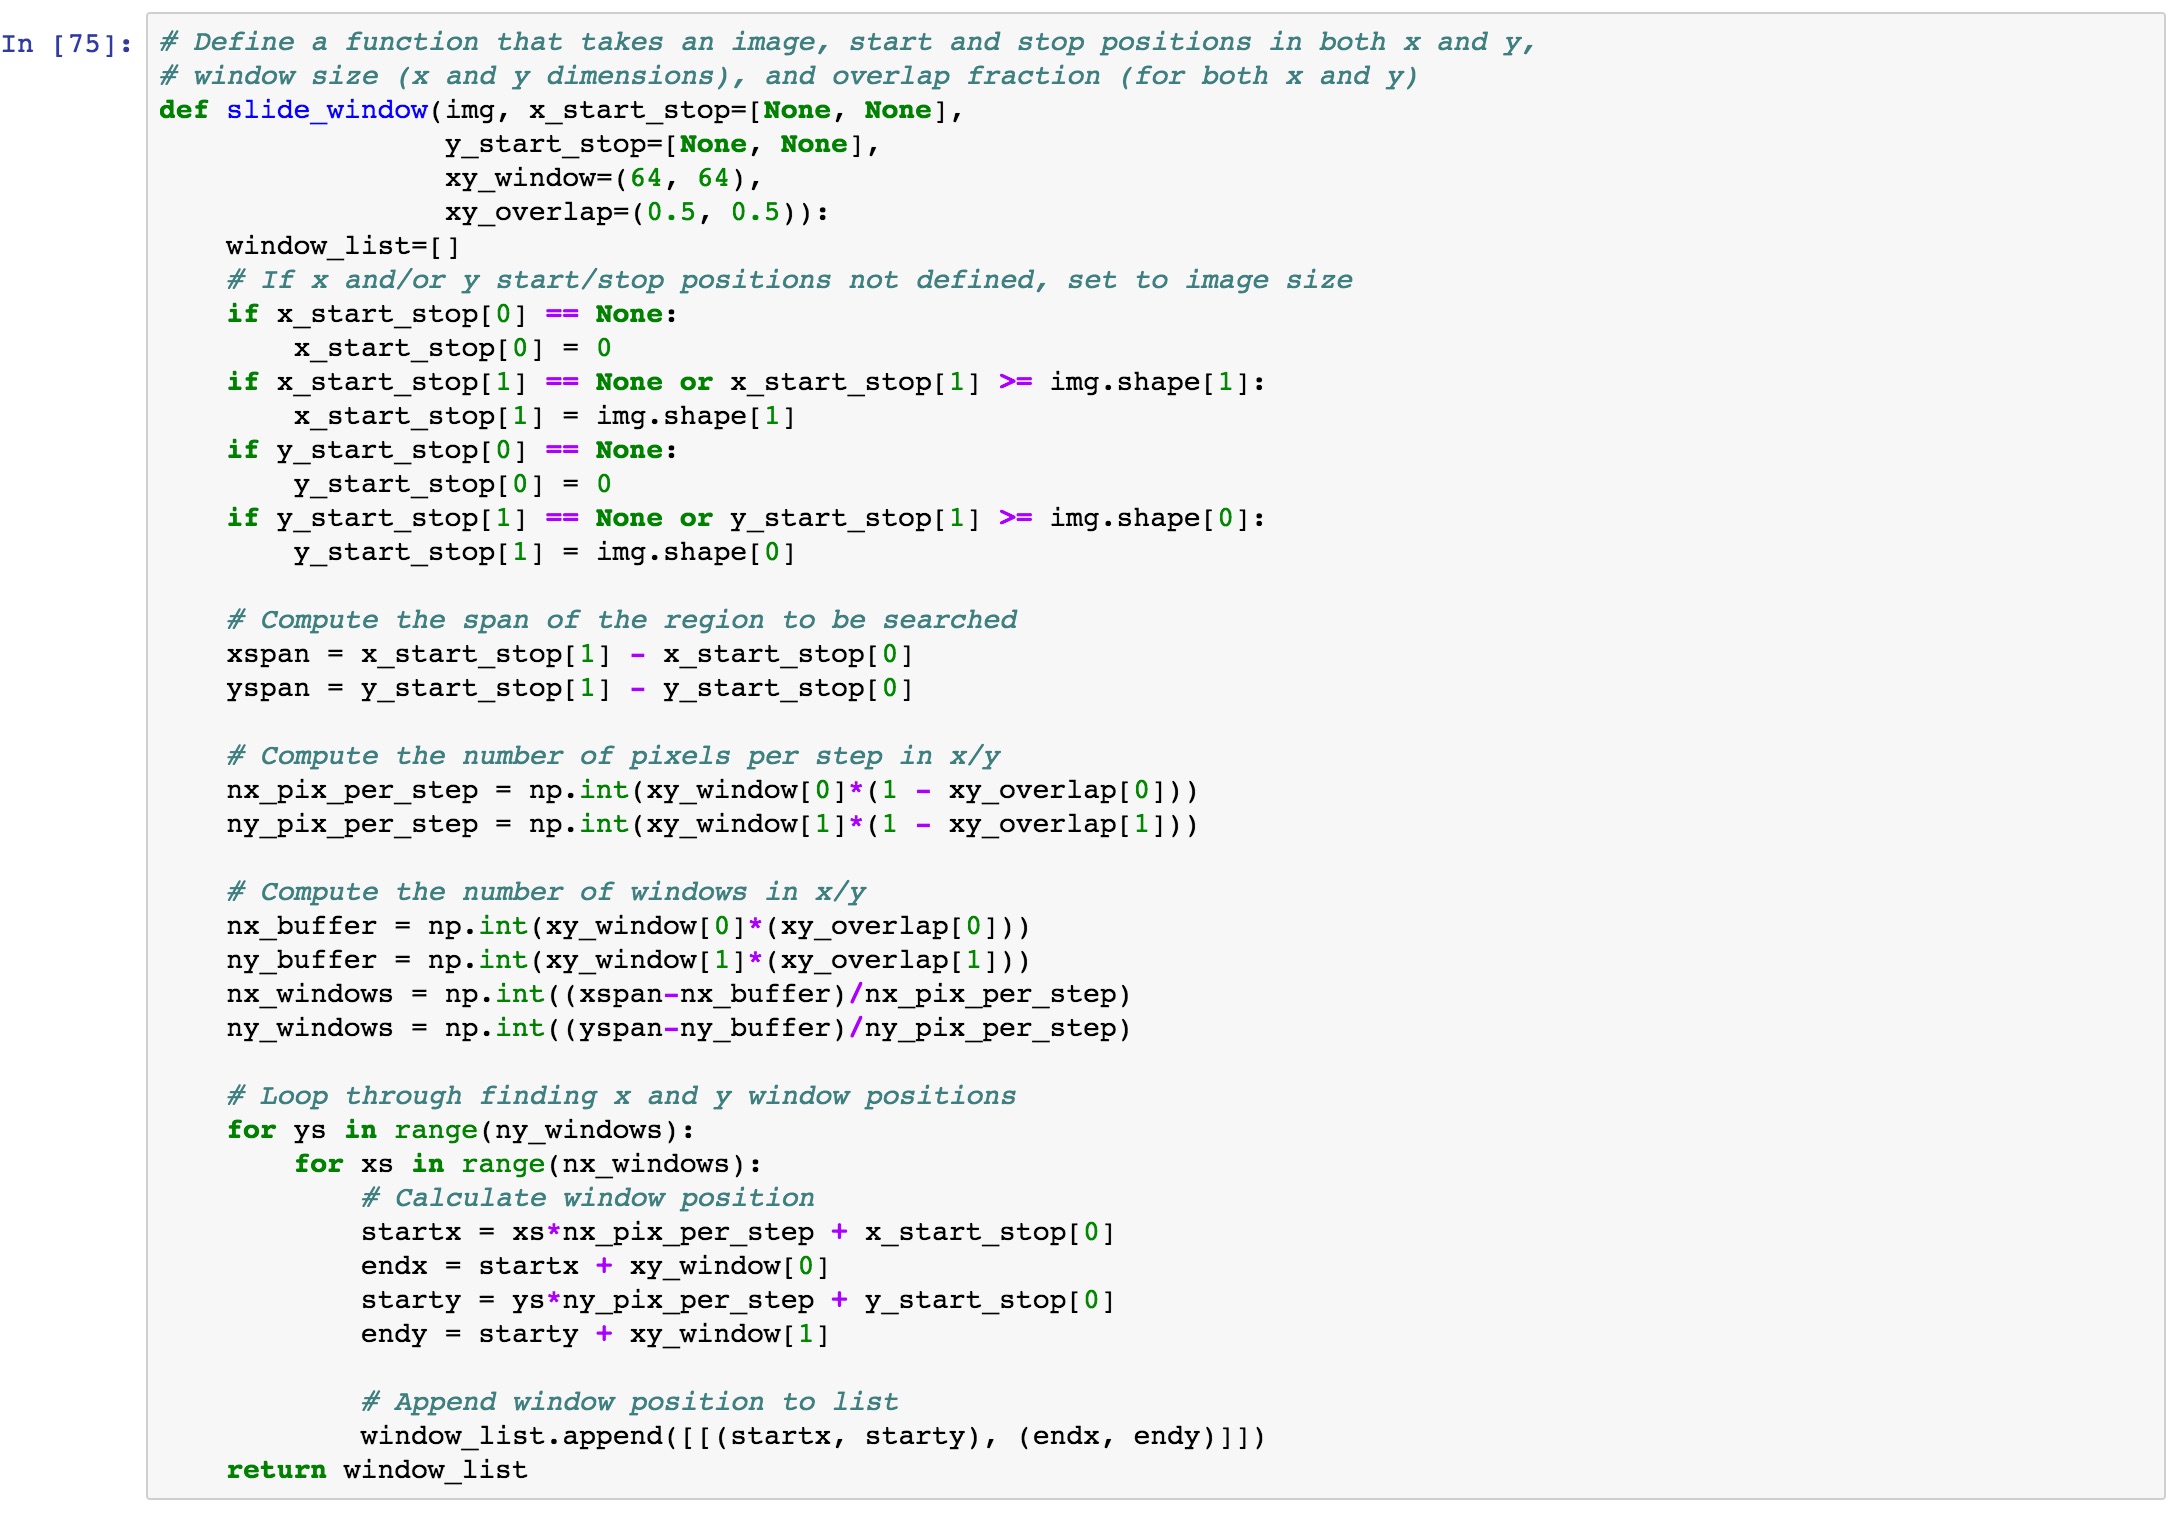 In [75]: # Define a function that takes an image, start and stop positions in both x and y,
# window size (x and y dimensions), and overlap fraction (for both x and y)
def slide_window(img, x_start_stop=[None, None],
                 y_start_stop=[None, None],
                 xy_window=(64, 64),
                 xy_overlap=(0.5, 0.5)):
    window_list=[]
    # If x and/or y start/stop positions not defined, set to image size
    if x_start_stop[0] == None:
        x_start_stop[0] = 0
    if x_start_stop[1] == None or x_start_stop[1] >= img.shape[1]:
        x_start_stop[1] = img.shape[1]
    if y_start_stop[0] == None:
        y_start_stop[0] = 0
    if y_start_stop[1] == None or y_start_stop[1] >= img.shape[0]:
        y_start_stop[1] = img.shape[0]

    # Compute the span of the region to be searched
    xspan = x_start_stop[1] - x_start_stop[0]
    yspan = y_start_stop[1] - y_start_stop[0]

    # Compute the number of pixels per step in x/y
    nx_pix_per_step = np.int(xy_window[0]*(1 - xy_overlap[0]))
    ny_pix_per_step = np.int(xy_window[1]*(1 - xy_overlap[1]))

    # Compute the number of windows in x/y
    nx_buffer = np.int(xy_window[0]*(xy_overlap[0]))
    ny_buffer = np.int(xy_window[1]*(xy_overlap[1]))
    nx_windows = np.int((xspan-nx_buffer)/nx_pix_per_step)
    ny_windows = np.int((yspan-ny_buffer)/ny_pix_per_step)

    # Loop through finding x and y window positions
    for ys in range(ny_windows):
        for xs in range(nx_windows):
            # Calculate window position
            startx = xs*nx_pix_per_step + x_start_stop[0]
            endx = startx + xy_window[0]
            starty = ys*ny_pix_per_step + y_start_stop[0]
            endy = starty + xy_window[1]

            # Append window position to list
            window_list.append([[(startx, starty), (endx, endy)]])
    return window_list